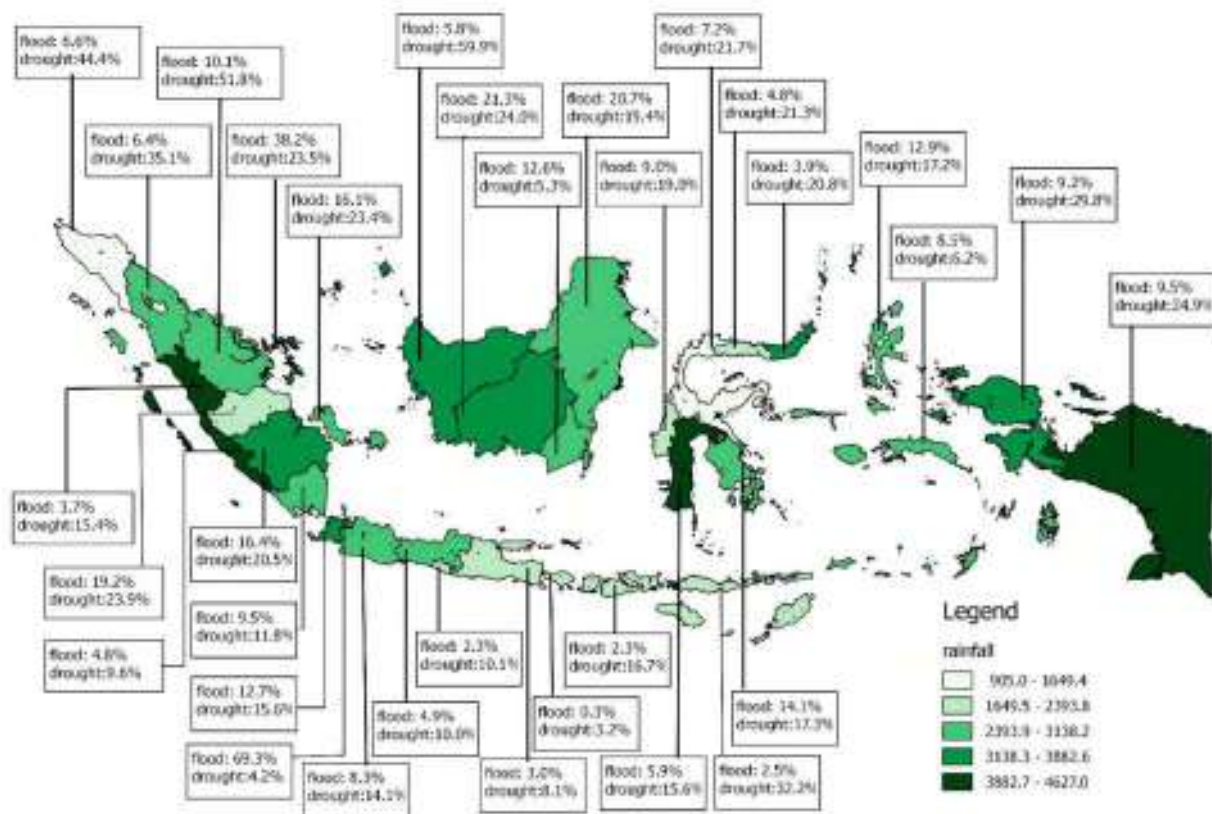 flood: 6.6%
drought:44.4%
flood: 10.1%
drought:51.8%
flood: 5.8%
drought:59.9%
flood: 7.2%
drought:21.7%
flood: 6.4%
drought:35.1%
flood: 38.2%
drought:23.5%
flood: 21.3%
drought:24.0%
flood: 20.7%
drought:19.4%
flood: 4.8%
drought:21.3%
flood: 16.1%
drought:23.4%
flood: 12.6%
drought:5.3%
flood: 9.0%
drought:19.0%
flood: 3.9%
drought:20.8%
flood: 12.9%
drought:17.2%
flood: 9.2%
drought:29.8%
flood: 8.5%
drought:6.2%
flood: 9.5%
drought:24.9%
flood: 3.7%
drought:15.4%
flood: 16.4%
drought:20.5%
flood: 19.2%
drought:23.9%
flood: 9.5%
drought:11.8%
flood: 4.8%
drought:9.6%
flood: 12.7%
drought:15.6%
flood: 69.3%
drought:4.2%
flood: 8.3%
drought:14.1%
flood: 4.9%
drought:10.0%
flood: 2.3%
drought:10.1%
flood: 3.0%
drought:8.1%
flood: 0.3%
drought:3.2%
flood: 2.3%
drought:16.7%
flood: 5.9%
drought:15.6%
flood: 2.5%
drought:32.2%
flood: 14.1%
drought:17.3%
Legend
rainfall
905.0 - 1649.4
1649.5 - 2393.8
2393.9 - 3138.2
3138.3 - 3882.6
3882.7 - 4627.0